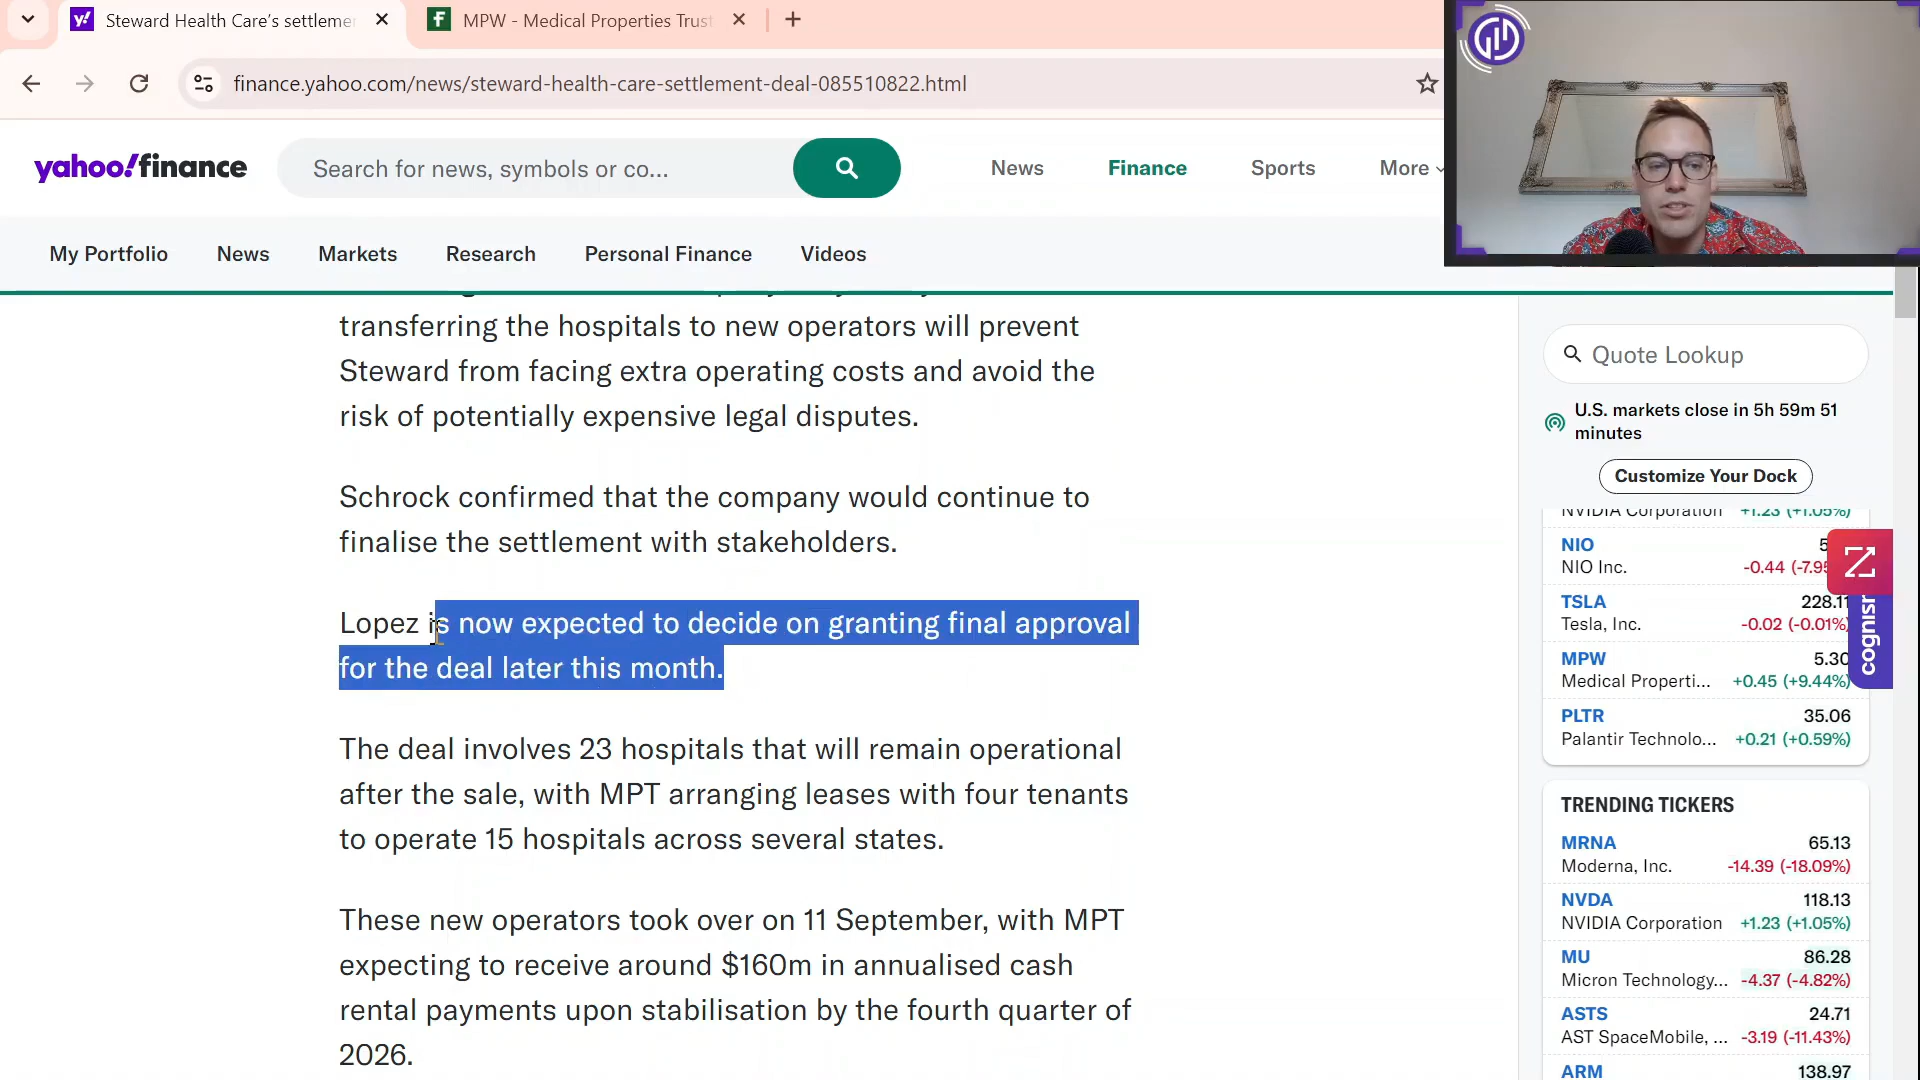 Steward Health Care's settleme
MPW - Medical Properties Trust
finance.yahoo.com/news/steward-health-care-settlement-deal-085510822.html
yahoo!finance
Search for news, symbols or co...
News
Finance
Sports
More
My Portfolio
News
Markets
Research
Personal Finance
Videos
transferring the hospitals to new operators will prevent
Steward from facing extra operating costs and avoid the
risk of potentially expensive legal disputes.
Schrock confirmed that the company would continue to
finalise the settlement with stakeholders.
Lopez is now expected to decide on granting final approval
for the deal later this month.
The deal involves 23 hospitals that will remain operational
after the sale, with MPT arranging leases with four tenants
to operate 15 hospitals across several states.
These new operators took over on 11 September, with MPT
expecting to receive around $160m in annualised cash
rental payments upon stabilisation by the fourth quarter of
2026.
Quote Lookup
U.S. markets close in 5h 59m 51
minutes
Customize Your Dock
NVIDIA Corporation +1.23 (+1.05%)
NIO 5
NIO Inc. -0.44 (-7.95
TSLA 228.11
Tesla, Inc. -0.02 (-0.01%)
MPW 5.30
Medical Properti... +0.45 (+9.44%)
PLTR 35.06
Palantir Technolo... +0.21 (+0.59%)
cognism
TRENDING TICKERS
MRNA 65.13
Moderna, Inc. -14.39 (-18.09%)
NVDA 118.13
NVIDIA Corporation +1.23 (+1.05%)
MU 86.28
Micron Technology... -4.37 (-4.82%)
ASTS 24.71
AST SpaceMobile, ... -3.19 (-11.43%)
ARM 138.97